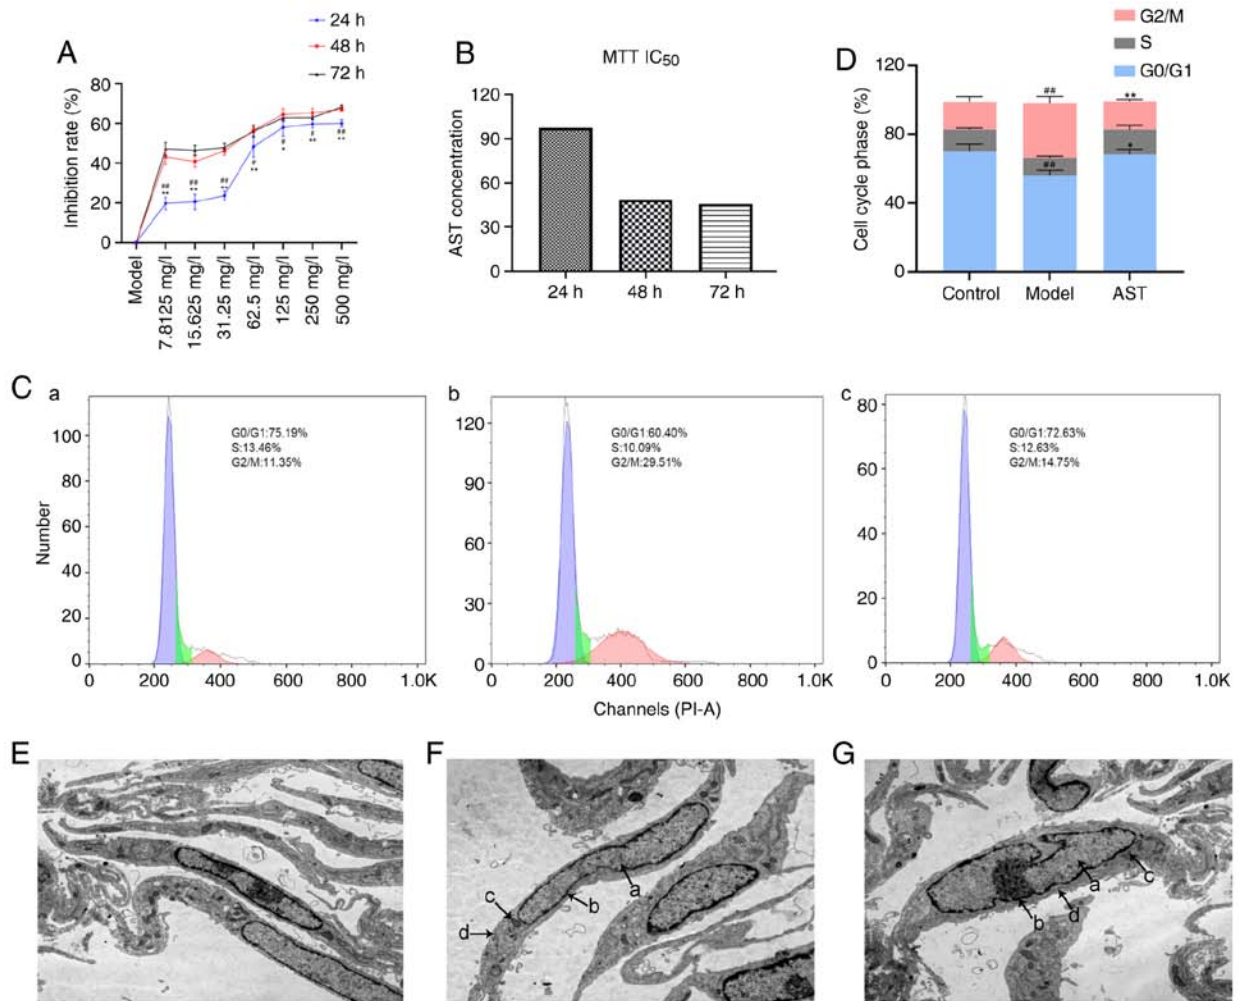 A
24 h
48 h
72 h
Inhibition rate (%)
80
60
40
20
0
## ## ## # # # ##
** ** ** ** * ** **
Model
7.8125 mg/l
15.625 mg/l
31.25 mg/l
62.5 mg/l
125 mg/l
250 mg/l
500 mg/l
B
MTT IC50
AST concentration
120
90
60
30
0
24 h 48 h 72 h
D
G2/M
S
G0/G1
Cell cycle phase (%)
120
80
40
0
## **
## *
Control Model AST
C
a
Number
100
80
60
40
20
0
G0/G1:75.19%
S:13.46%
G2/M:11.35%
0 200 400 600 800 1.0K
b
120
90
60
30
0
G0/G1:60.40%
S:10.09%
G2/M:29.51%
0 200 400 600 800 1.0K
c
80
60
40
20
0
G0/G1:72.63%
S:12.63%
G2/M:14.75%
0 200 400 600 800 1.0K
Channels (PI-A)
E
F
a
b
c
d
G
a
c
b
d